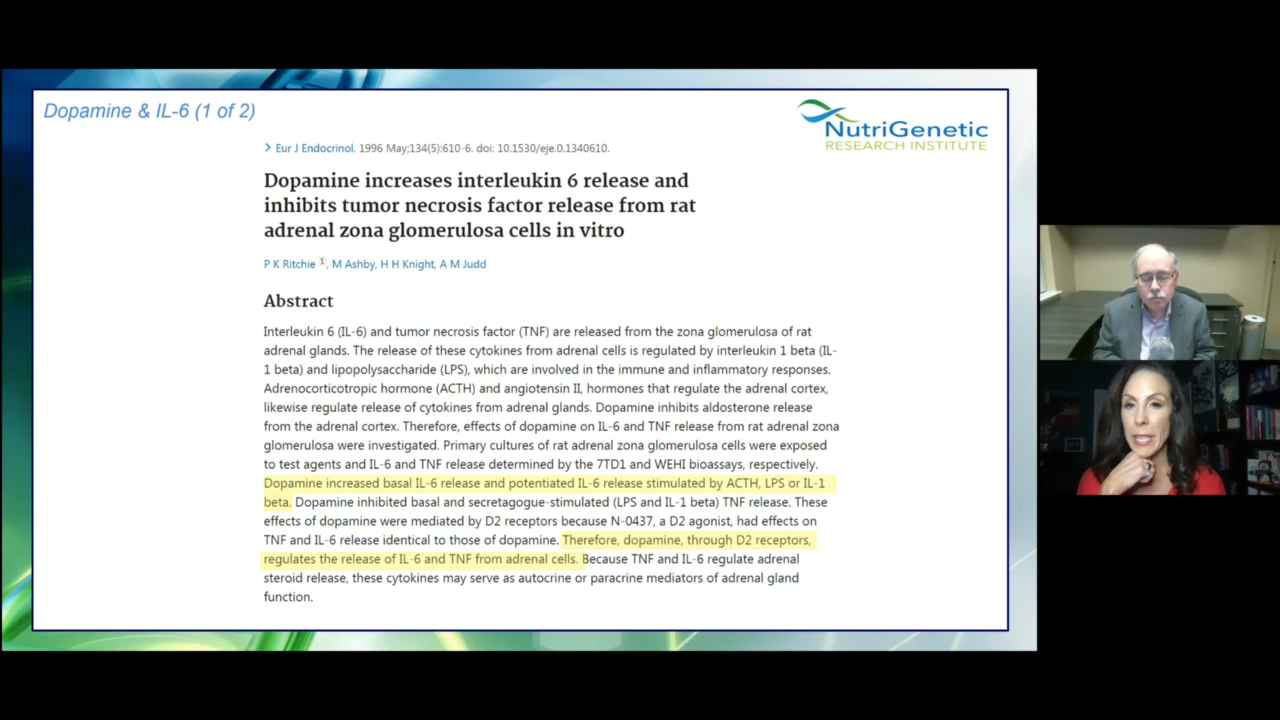 Dopamine & IL-6 (1 of 2)
NutriGenetic
RESEARCH INSTITUTE
> Eur J Endocrinol. 1996 May;134(5):610-6. doi: 10.1530/eje.0.1340610.
Dopamine increases interleukin 6 release and
inhibits tumor necrosis factor release from rat
adrenal zona glomerulosa cells in vitro
P K Ritchie 1, M Ashby, H H Knight, A M Judd
Abstract
Interleukin 6 (IL-6) and tumor necrosis factor (TNF) are released from the zona glomerulosa of rat
adrenal glands. The release of these cytokines from adrenal cells is regulated by interleukin 1 beta (IL-
1 beta) and lipopolysaccharide (LPS), which are involved in the immune and inflammatory responses.
Adrenocorticotropic hormone (ACTH) and angiotensin II, hormones that regulate the adrenal cortex,
likewise regulate release of cytokines from adrenal glands. Dopamine inhibits aldosterone release
from the adrenal cortex. Therefore, effects of dopamine on IL-6 and TNF release from rat adrenal zona
glomerulosa were investigated. Primary cultures of rat adrenal zona glomerulosa cells were exposed
to test agents and IL-6 and TNF release determined by the 7TD1 and WEHI bioassays, respectively.
Dopamine increased basal IL-6 release and potentiated IL-6 release stimulated by ACTH, LPS or IL-1
beta. Dopamine inhibited basal and secretagogue-stimulated (LPS and IL-1 beta) TNF release. These
effects of dopamine were mediated by D2 receptors because N-0437, a D2 agonist, had effects on
TNF and IL-6 release identical to those of dopamine. Therefore, dopamine, through D2 receptors,
regulates the release of IL-6 and TNF from adrenal cells. Because TNF and IL-6 regulate adrenal
steroid release, these cytokines may serve as autocrine or paracrine mediators of adrenal gland
function.